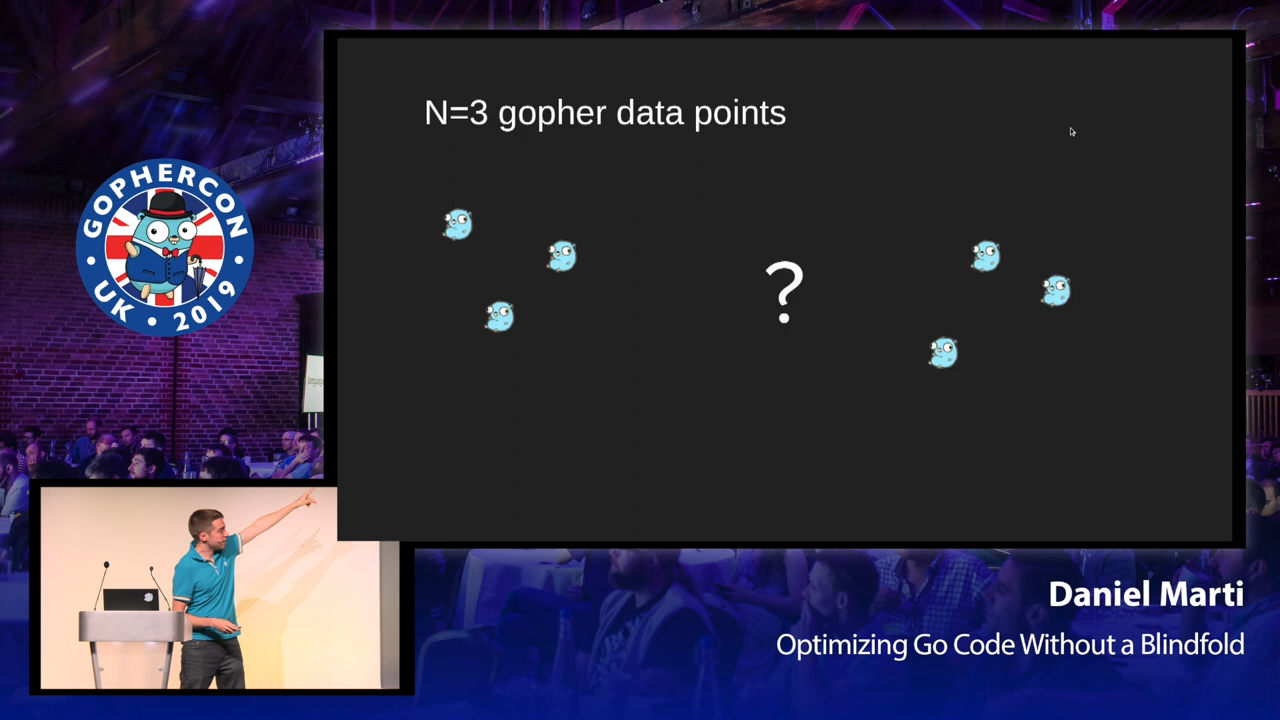 N=3 gopher data points
?
GOPHERCON
UK • 2019
Daniel Marti
Optimizing Go Code Without a Blindfold